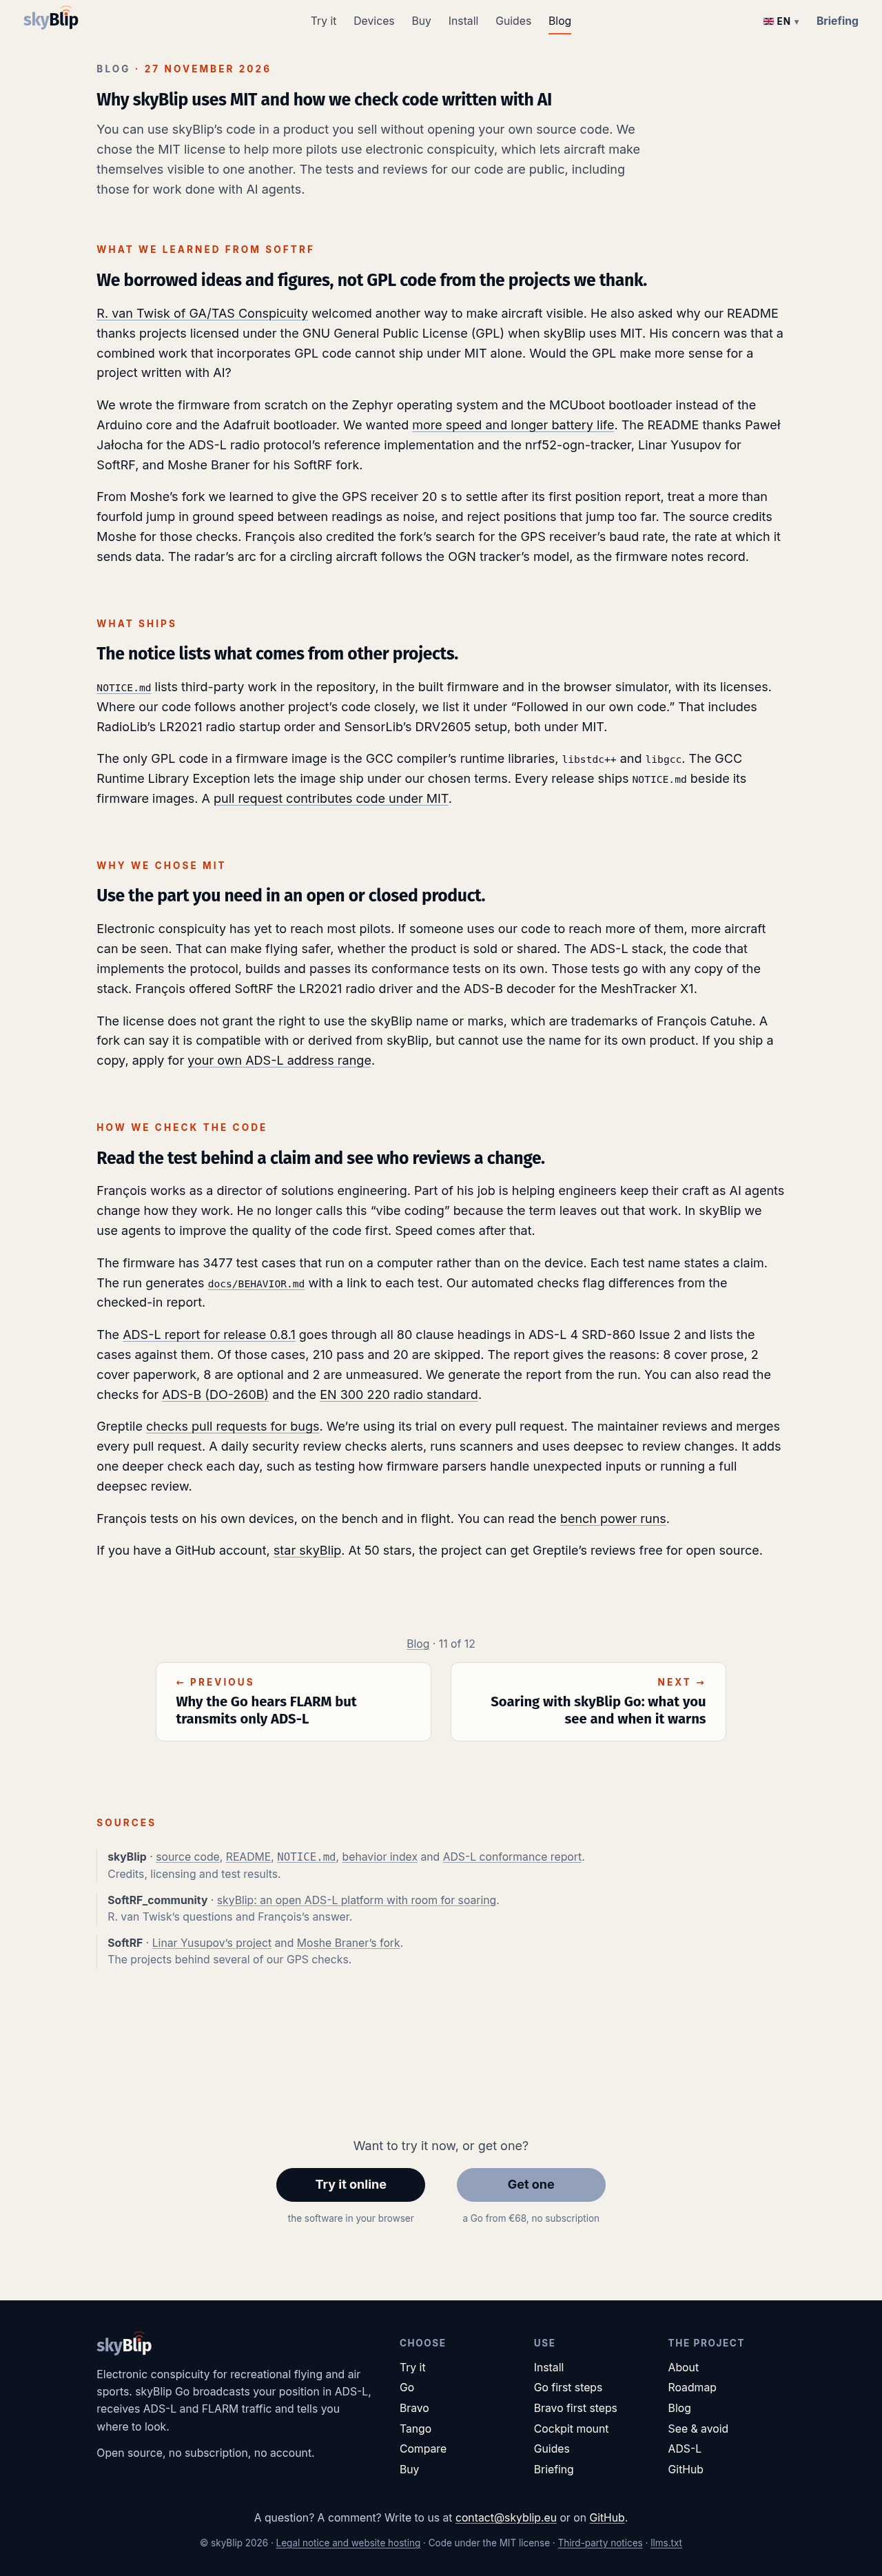 skyBlip
Try it Devices Buy Install Guides Blog
EN ▾ Briefing
BLOG · 27 NOVEMBER 2026
Why skyBlip uses MIT and how we check code written with AI
You can use skyBlip’s code in a product you sell without opening your own source code. We
chose the MIT license to help more pilots use electronic conspicuity, which lets aircraft make
themselves visible to one another. The tests and reviews for our code are public, including
those for work done with AI agents.
WHAT WE LEARNED FROM SOFTRF
We borrowed ideas and figures, not GPL code from the projects we thank.
R. van Twisk of GA/TAS Conspicuity welcomed another way to make aircraft visible. He also asked why our README
thanks projects licensed under the GNU General Public License (GPL) when skyBlip uses MIT. His concern was that a
combined work that incorporates GPL code cannot ship under MIT alone. Would the GPL make more sense for a
project written with AI?
We wrote the firmware from scratch on the Zephyr operating system and the MCUboot bootloader instead of the
Arduino core and the Adafruit bootloader. We wanted more speed and longer battery life. The README thanks Paweł
Jałocha for the ADS-L radio protocol’s reference implementation and the nrf52-ogn-tracker, Linar Yusupov for
SoftRF, and Moshe Braner for his SoftRF fork.
From Moshe’s fork we learned to give the GPS receiver 20 s to settle after its first position report, treat a more than
fourfold jump in ground speed between readings as noise, and reject positions that jump too far. The source credits
Moshe for those checks. François also credited the fork’s search for the GPS receiver’s baud rate, the rate at which it
sends data. The radar’s arc for a circling aircraft follows the OGN tracker’s model, as the firmware notes record.
WHAT SHIPS
The notice lists what comes from other projects.
NOTICE.md lists third-party work in the repository, in the built firmware and in the browser simulator, with its licenses.
Where our code follows another project’s code closely, we list it under “Followed in our own code.” That includes
RadioLib’s LR2021 radio startup order and SensorLib’s DRV2605 setup, both under MIT.
The only GPL code in a firmware image is the GCC compiler’s runtime libraries, libstdc++ and libgcc. The GCC
Runtime Library Exception lets the image ship under our chosen terms. Every release ships NOTICE.md beside its
firmware images. A pull request contributes code under MIT.
WHY WE CHOSE MIT
Use the part you need in an open or closed product.
Electronic conspicuity has yet to reach most pilots. If someone uses our code to reach more of them, more aircraft
can be seen. That can make flying safer, whether the product is sold or shared. The ADS-L stack, the code that
implements the protocol, builds and passes its conformance tests on its own. Those tests go with any copy of the
stack. François offered SoftRF the LR2021 radio driver and the ADS-B decoder for the MeshTracker X1.
The license does not grant the right to use the skyBlip name or marks, which are trademarks of François Catuhe. A
fork can say it is compatible with or derived from skyBlip, but cannot use the name for its own product. If you ship a
copy, apply for your own ADS-L address range.
HOW WE CHECK THE CODE
Read the test behind a claim and see who reviews a change.
François works as a director of solutions engineering. Part of his job is helping engineers keep their craft as AI agents
change how they work. He no longer calls this “vibe coding” because the term leaves out that work. In skyBlip we
use agents to improve the quality of the code first. Speed comes after that.
The firmware has 3477 test cases that run on a computer rather than on the device. Each test name states a claim.
The run generates docs/BEHAVIOR.md with a link to each test. Our automated checks flag differences from the
checked-in report.
The ADS-L report for release 0.8.1 goes through all 80 clause headings in ADS-L 4 SRD-860 Issue 2 and lists the
cases against them. Of those cases, 210 pass and 20 are skipped. The report gives the reasons: 8 cover prose, 2
cover paperwork, 8 are optional and 2 are unmeasured. We generate the report from the run. You can also read the
checks for ADS-B (DO-260B) and the EN 300 220 radio standard.
Greptile checks pull requests for bugs. We’re using its trial on every pull request. The maintainer reviews and merges
every pull request. A daily security review checks alerts, runs scanners and uses deepsec to review changes. It adds
one deeper check each day, such as testing how firmware parsers handle unexpected inputs or running a full
deepsec review.
François tests on his own devices, on the bench and in flight. You can read the bench power runs.
If you have a GitHub account, star skyBlip. At 50 stars, the project can get Greptile’s reviews free for open source.
Blog · 11 of 12
← PREVIOUS
Why the Go hears FLARM but
transmits only ADS-L
NEXT →
Soaring with skyBlip Go: what you
see and when it warns
SOURCES
skyBlip · source code, README, NOTICE.md, behavior index and ADS-L conformance report.
Credits, licensing and test results.
SoftRF_community · skyBlip: an open ADS-L platform with room for soaring.
R. van Twisk’s questions and François’s answer.
SoftRF · Linar Yusupov’s project and Moshe Braner’s fork.
The projects behind several of our GPS checks.
Want to try it now, or get one?
Try it online
the software in your browser
Get one
a Go from €68, no subscription
skyBlip
Electronic conspicuity for recreational flying and air
sports. skyBlip Go broadcasts your position in ADS-L,
receives ADS-L and FLARM traffic and tells you
where to look.
Open source, no subscription, no account.
CHOOSE
Try it
Go
Bravo
Tango
Compare
Buy
USE
Install
Go first steps
Bravo first steps
Cockpit mount
Guides
Briefing
THE PROJECT
About
Roadmap
Blog
See & avoid
ADS-L
GitHub
A question? A comment? Write to us at contact@skyblip.eu or on GitHub.
© skyBlip 2026 · Legal notice and website hosting · Code under the MIT license · Third-party notices · llms.txt